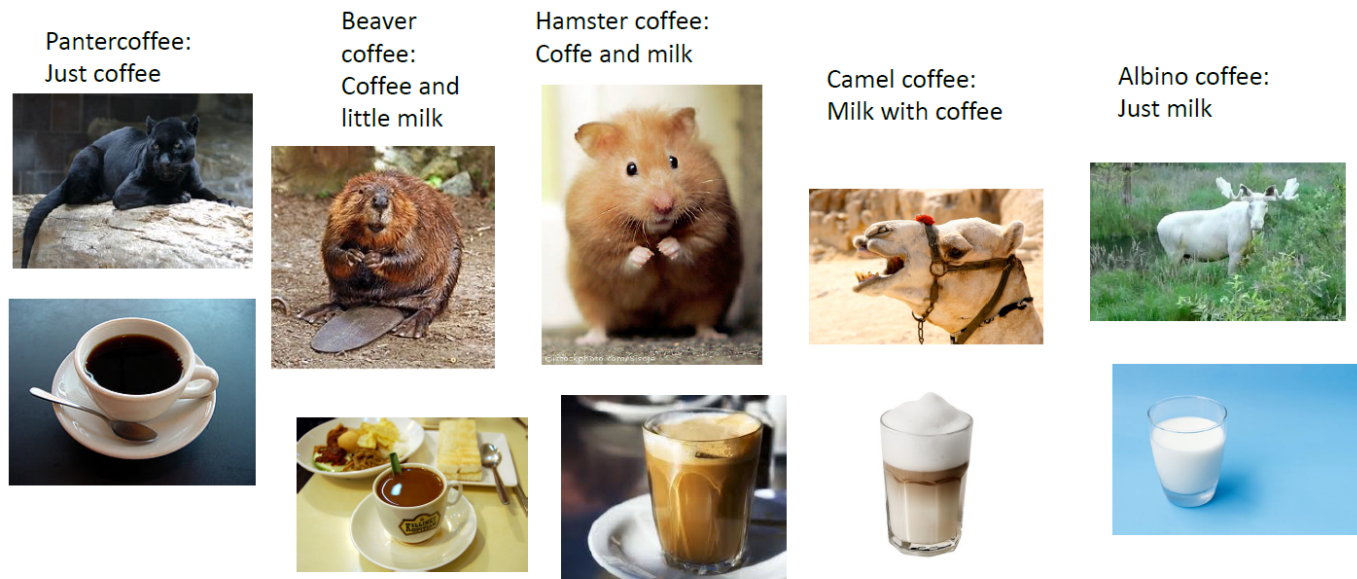 Pantercoffee:
Just coffee
Beaver
coffee:
Coffee and
little milk
Hamster coffee:
Coffe and milk
Camel coffee:
Milk with coffee
Albino coffee:
Just milk